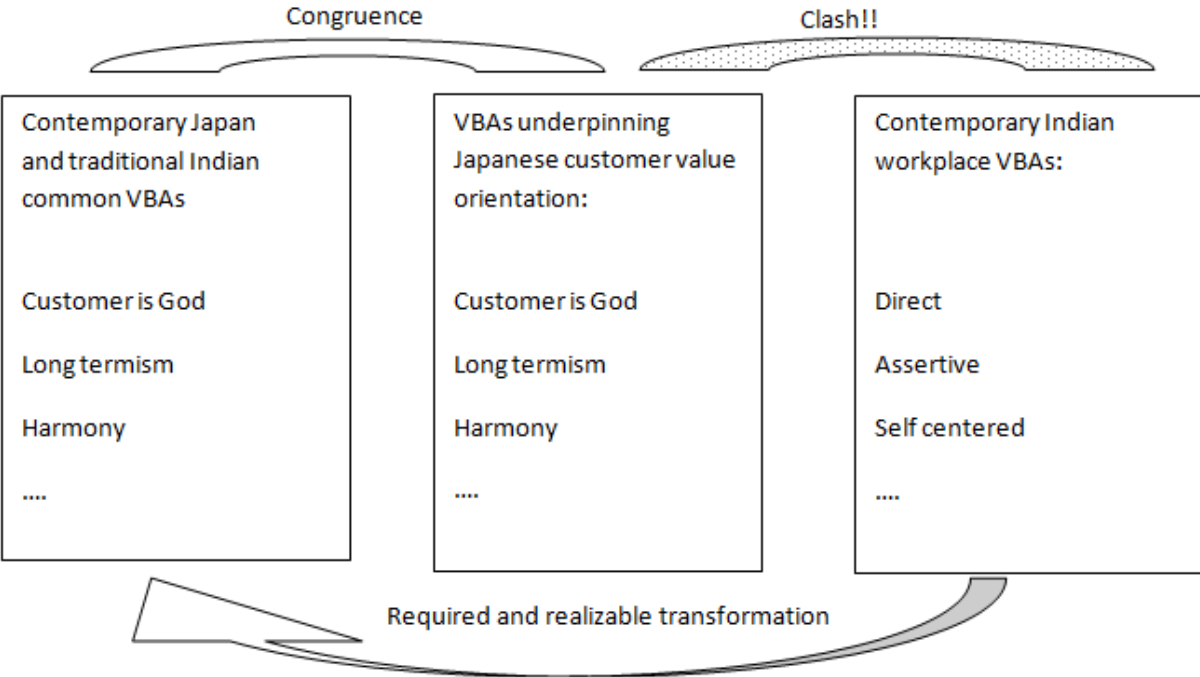 Congruence
Clash!!
Contemporary Japan
and traditional Indian
common VBAs
Customer is God
Long termism
Harmony
....
VBAs underpinning
Japanese customer value
orientation:
Customer is God
Long termism
Harmony
....
Contemporary Indian
workplace VBAs:
Direct
Assertive
Self centered
....
Required and realizable transformation